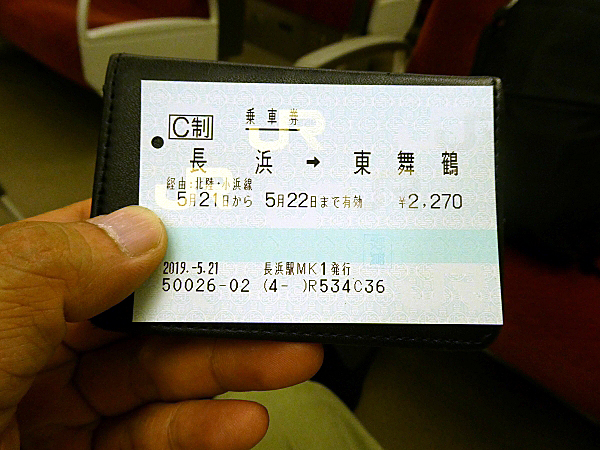 C制 乗車券
長浜 → 東舞鶴
経由:北陸・小浜線
5月21日から 5月22日まで有効 ¥2,270
2019.-5.21 長浜駅MK1発行
50026-02 (4- )R534C36